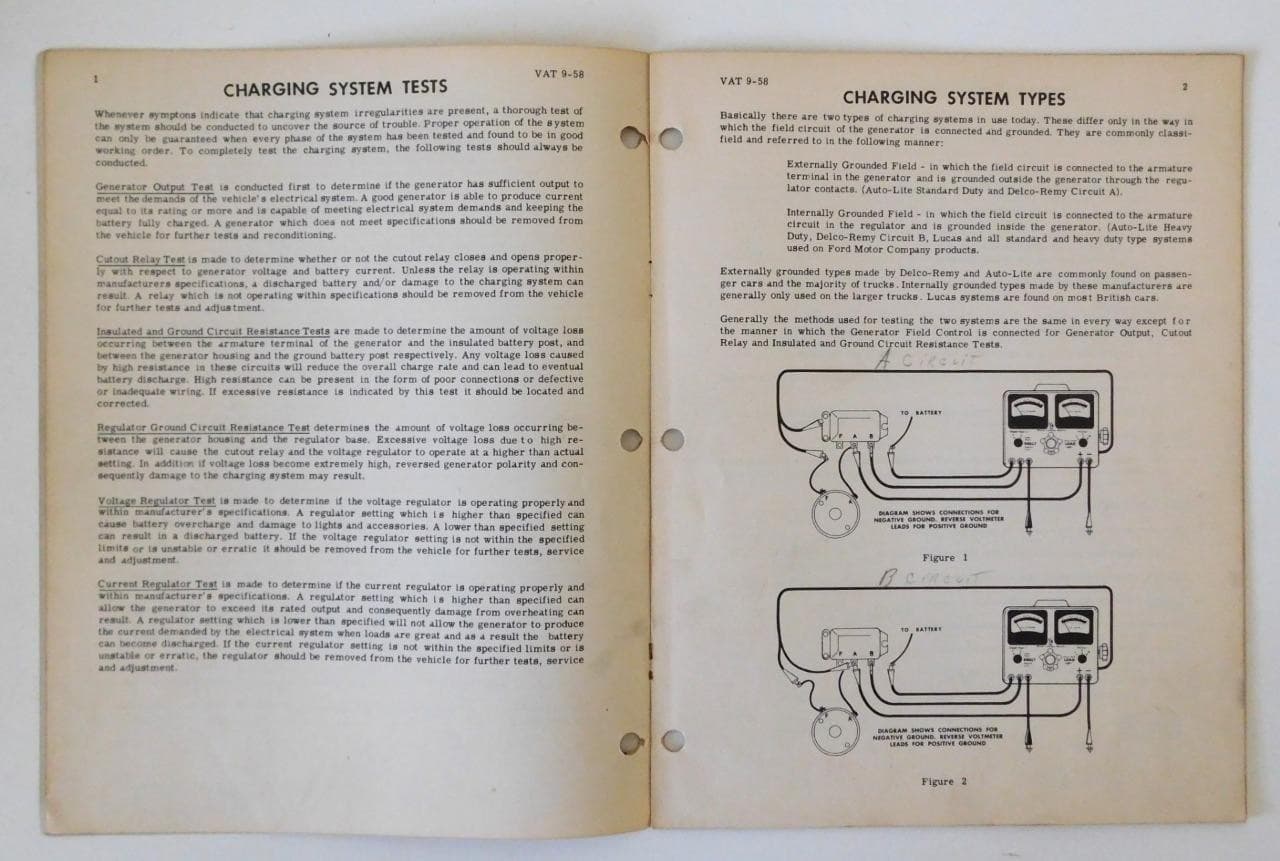 1
VAT 9-58
CHARGING SYSTEM TESTS
Whenever symptons indicate that charging system irregularities are present, a thorough test of
the system should be conducted to uncover the source of trouble. Proper operation of the system
can only be guaranteed when every phase of the system has been tested and found to be in good
working order. To completely test the charging system, the following tests should always be
conducted.
Generator Output Test is conducted first to determine if the generator has sufficient output to
meet the demands of the vehicle's electrical system. A good generator is able to produce current
equal to its rating or more and is capable of meeting electrical system demands and keeping the
battery fully charged. A generator which does not meet specifications should be removed from
the vehicle for further tests and reconditioning.
Cutout Relay Test is made to determine whether or not the cutout relay closes and opens proper-
ly with respect to generator voltage and battery current. Unless the relay is operating within
manufacturers specifications, a discharged battery and/or damage to the charging system can
result. A relay which is not operating within specifications should be removed from the vehicle
for further tests and adjustment.
Insulated and Ground Circuit Resistance Tests are made to determine the amount of voltage loss
occurring between the armature terminal of the generator and the insulated battery post, and
between the generator housing and the ground battery post respectively. Any voltage loss caused
by high resistance in these circuits will reduce the overall charge rate and can lead to eventual
battery discharge. High resistance can be present in the form of poor connections or defective
or inadequate wiring. If excessive resistance is indicated by this test it should be located and
corrected.
Regulator Ground Circuit Resistance Test determines the amount of voltage loss occurring be-
tween the generator housing and the regulator base. Excessive voltage loss due to high re-
sistance will cause the cutout relay and the voltage regulator to operate at a higher than actual
setting. In addition if voltage loss become extremely high, reversed generator polarity and con-
sequently damage to the charging system may result.
Voltage Regulator Test is made to determine if the voltage regulator is operating properly and
within manufacturer's specifications. A regulator setting which is higher than specified can
cause battery overcharge and damage to lights and accessories. A lower than specified setting
can result in a discharged battery. If the voltage regulator setting is not within the specified
limits or is unstable or erratic it should be removed from the vehicle for further tests, service
and adjustment.
Current Regulator Test is made to determine if the current regulator is operating properly and
within manufacturer's specifications. A regulator setting which is higher than specified can
allow the generator to exceed its rated output and consequently damage from overheating can
result. A regulator setting which is lower than specified will not allow the generator to produce
the current demanded by the electrical system when loads are great and as a result the battery
can become discharged. If the current regulator setting is not within the specified limits or is
unstable or erratic, the regulator should be removed from the vehicle for further tests, service
and adjustment.
VAT 9-58
2
CHARGING SYSTEM TYPES
Basically there are two types of charging systems in use today. These differ only in the way in
which the field circuit of the generator is connected and grounded. They are commonly classi-
field and referred to in the following manner:
Externally Grounded Field - in which the field circuit is connected to the armature
terminal in the generator and is grounded outside the generator through the regu-
lator contacts. (Auto-Lite Standard Duty and Delco-Remy Circuit A).
Internally Grounded Field - in which the field circuit is connected to the armature
circuit in the regulator and is grounded inside the generator. (Auto-Lite Heavy
Duty, Delco-Remy Circuit B, Lucas and all standard and heavy duty type systems
used on Ford Motor Company products.
Externally grounded types made by Delco-Remy and Auto-Lite are commonly found on passen-
ger cars and the majority of trucks. Internally grounded types made by these manufacturers are
generally only used on the larger trucks. Lucas systems are found on most British cars.
Generally the methods used for testing the two systems are the same in every way except for
the manner in which the Generator Field Control is connected for Generator Output, Cutout
Relay and Insulated and Ground Circuit Resistance Tests.
A CIRCUIT
TO BATTERY
F A B
DIAGRAM SHOWS CONNECTIONS FOR
NEGATIVE GROUND. REVERSE VOLTMETER
LEADS FOR POSITIVE GROUND
Figure 1
B CIRCUIT
TO BATTERY
F A B
DIAGRAM SHOWS CONNECTIONS FOR
NEGATIVE GROUND. REVERSE VOLTMETER
LEADS FOR POSITIVE GROUND
Figure 2